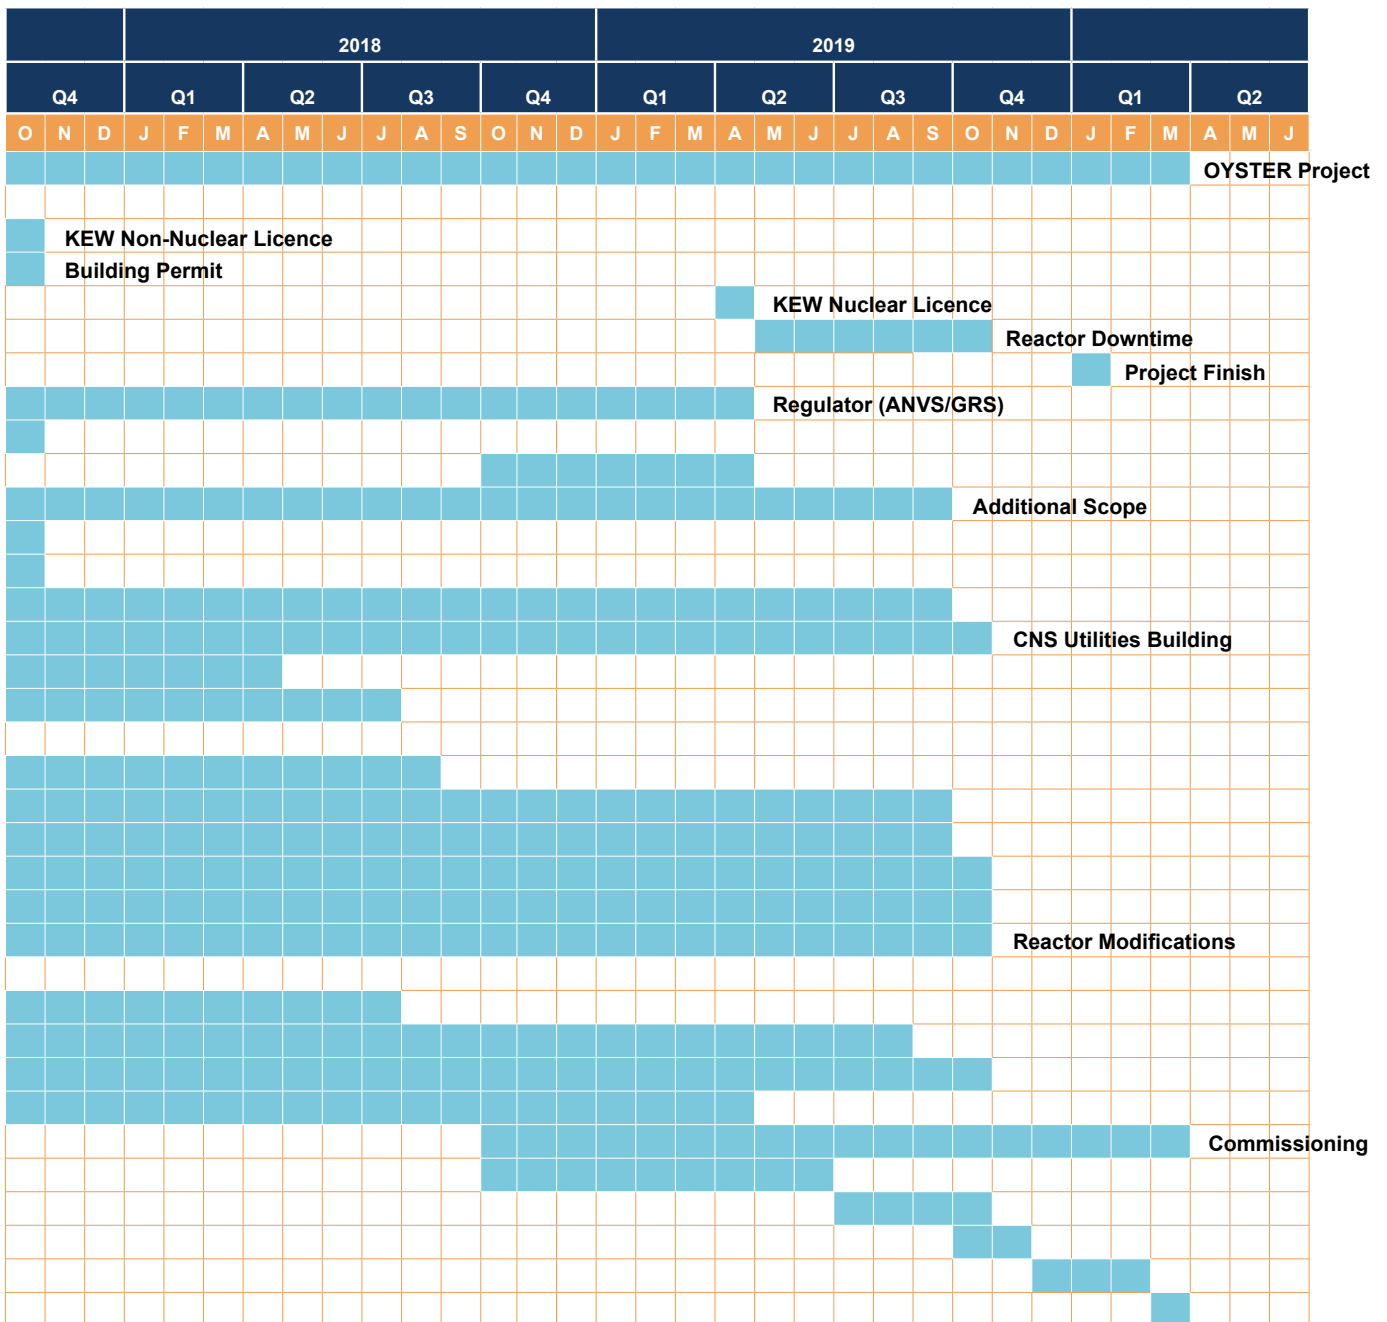 2018 2019
Q4 Q1 Q2 Q3 Q4 Q1 Q2 Q3 Q4 Q1 Q2
O N D J F M A M J J A S O N D J F M A M J J A S O N D J F M A M J
OYSTER Project
KEW Non-Nuclear Licence
Building Permit
KEW Nuclear Licence
Reactor Downtime
Project Finish
Regulator (ANVS/GRS)
Additional Scope
CNS Utilities Building
Reactor Modifications
Commissioning